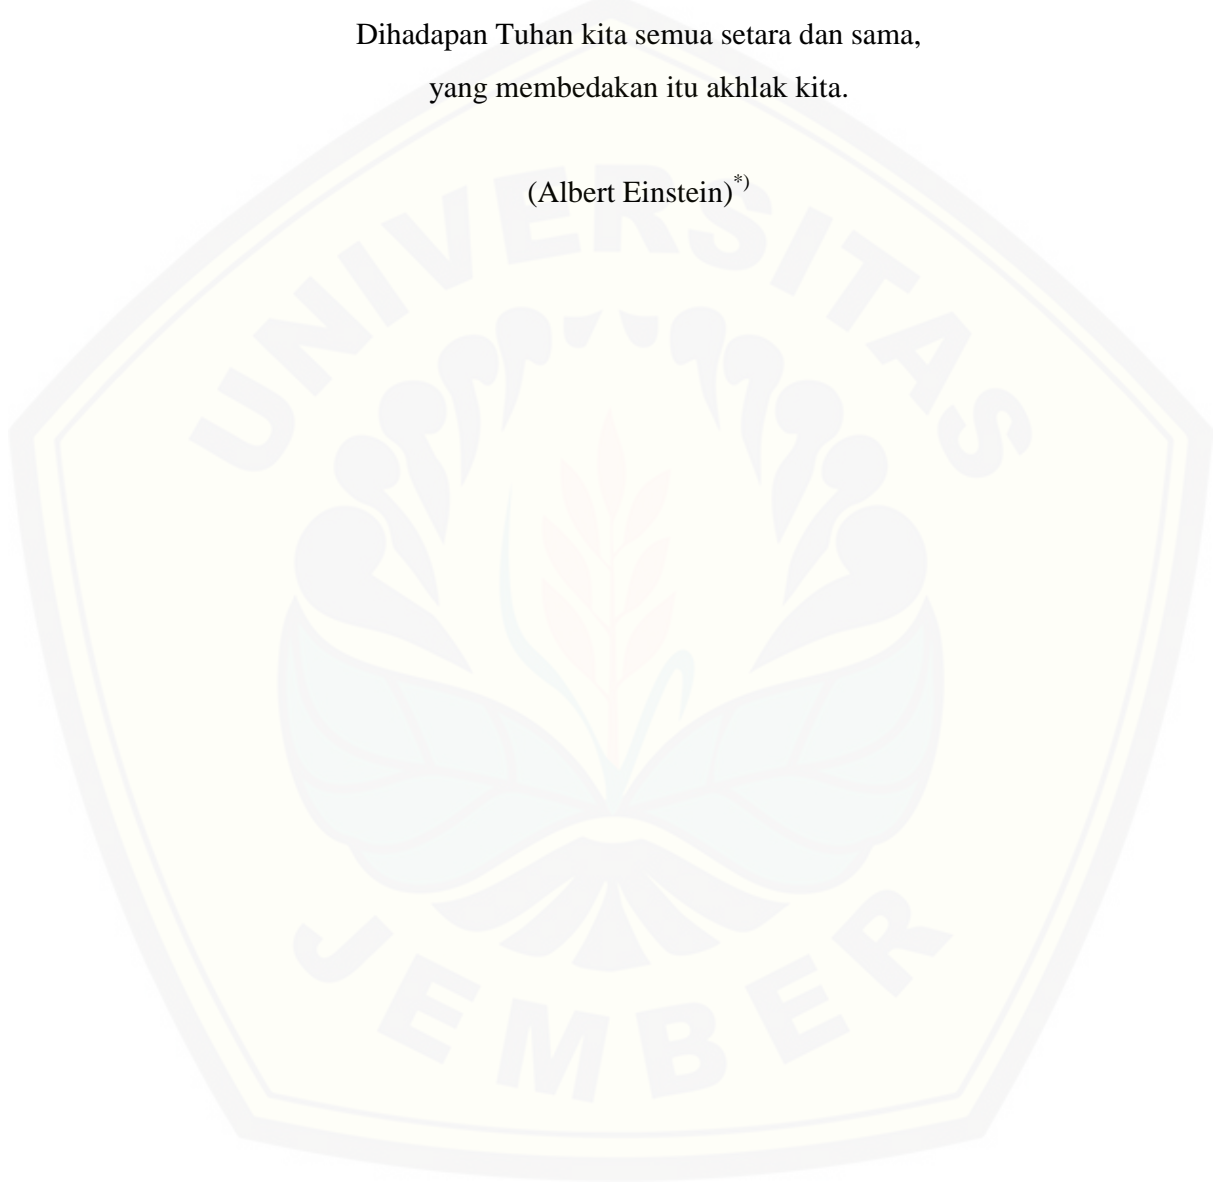 Dihadapan Tuhan kita semua setara dan sama,
yang membedakan itu akhlak kita.
(Albert Einstein)*)
UNIVERSITAS
JEMBER